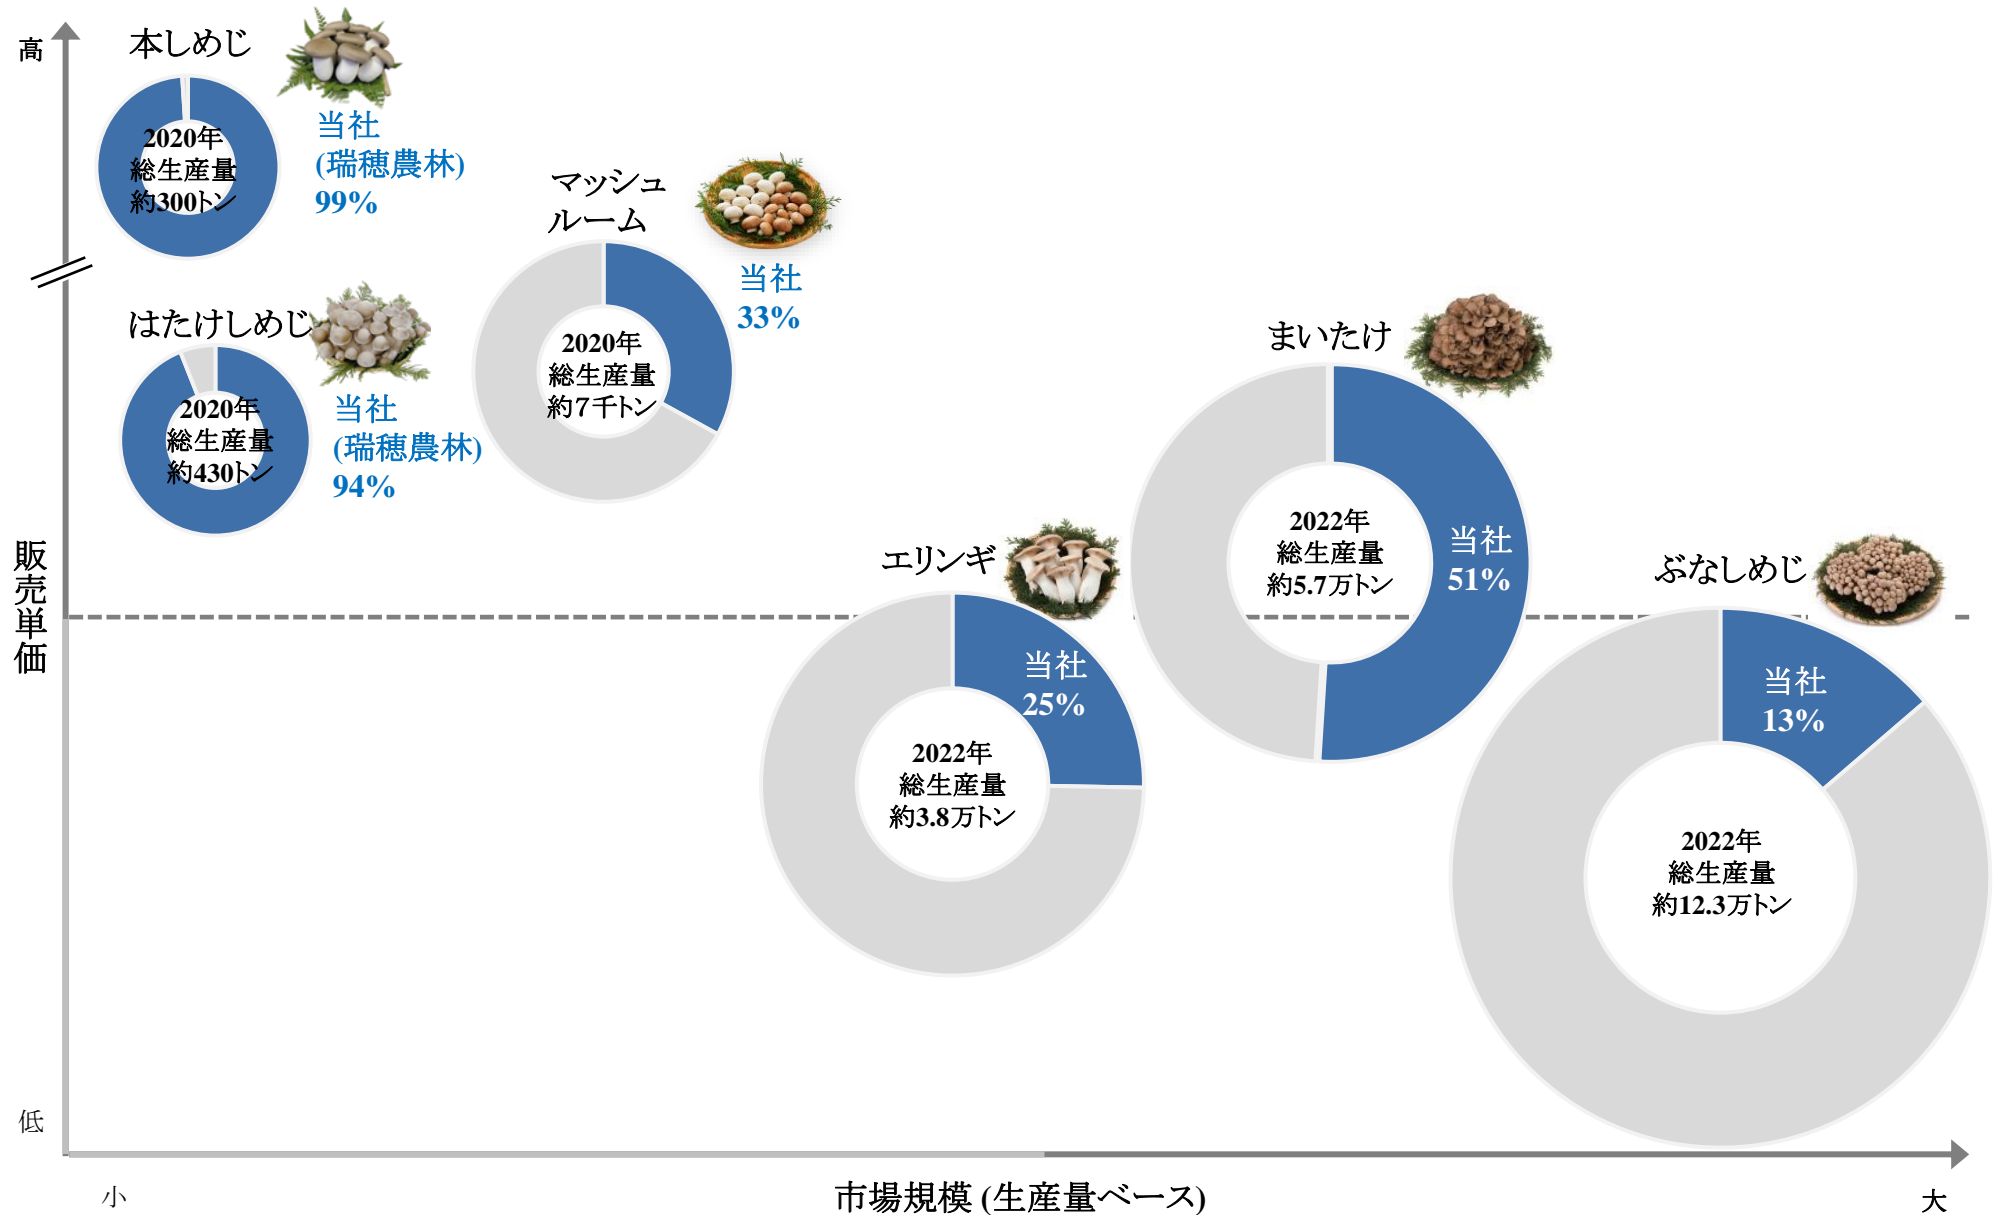 高
本しめじ
2020年
総生産量
約300トン
当社
(瑞穂農林)
99%
マッシュ
ルーム
当社
33%
2020年
総生産量
約７千トン
はたけしめじ
2020年
総生産量
約430トン
当社
(瑞穂農林)
94%
まいたけ
2022年
総生産量
約5.7万トン
当社
51%
エリンギ
当社
25%
2022年
総生産量
約3.8万トン
ぶなしめじ
当社
13%
2022年
総生産量
約12.3万トン
販売単価
低
小
市場規模 (生産量ベース)
大